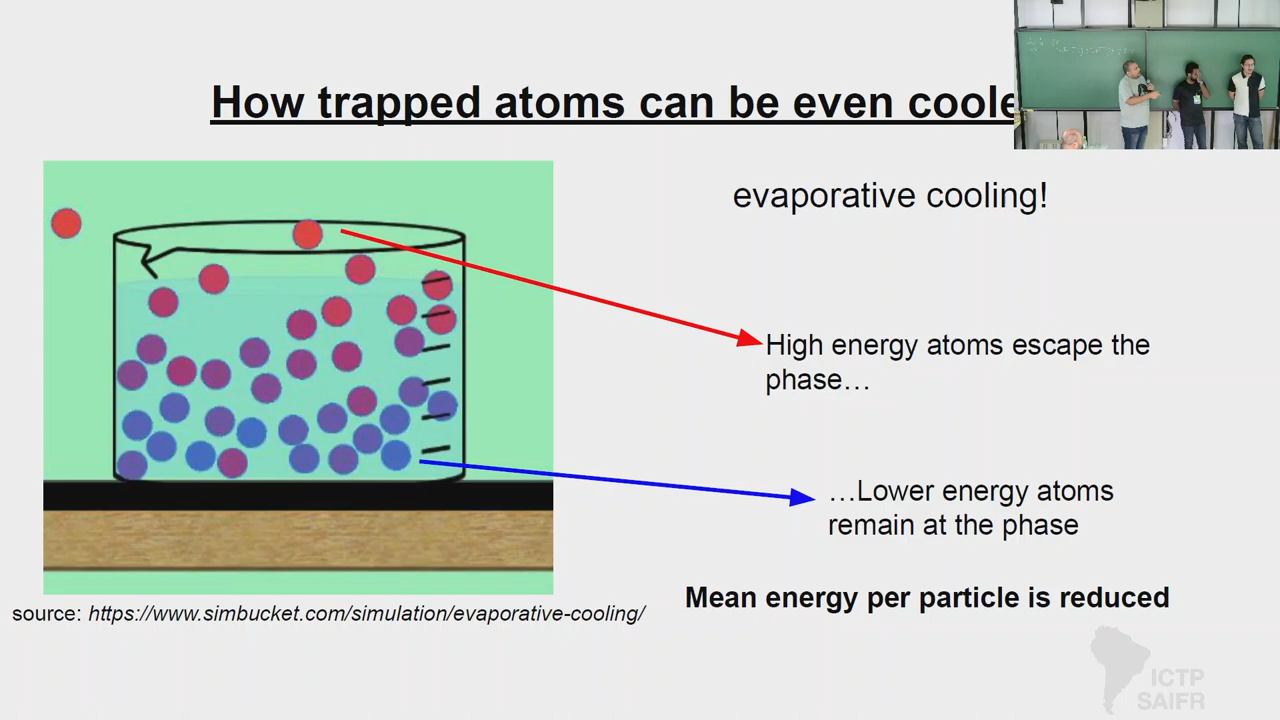 How trapped atoms can be even coole
evaporative cooling!
High energy atoms escape the
phase…
…Lower energy atoms
remain at the phase
Mean energy per particle is reduced
source: https://www.simbucket.com/simulation/evaporative-cooling/
ICTP
SAIFR